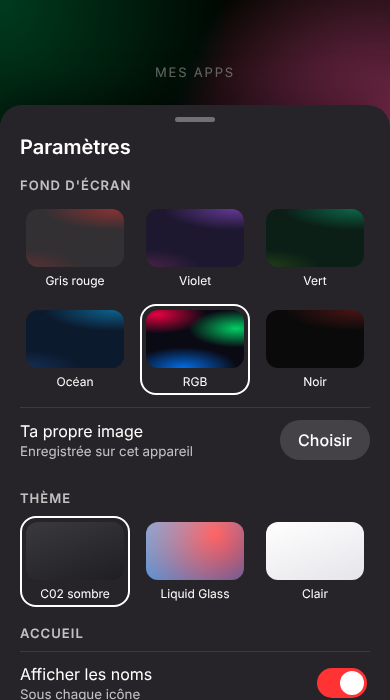 MES APPS
Paramètres
FOND D'ÉCRAN
Gris rouge
Violet
Vert
Océan
RGB
Noir
Ta propre image
Enregistrée sur cet appareil
Choisir
THÈME
C02 sombre
Liquid Glass
Clair
ACCUEIL
Afficher les noms
Sous chaque icône